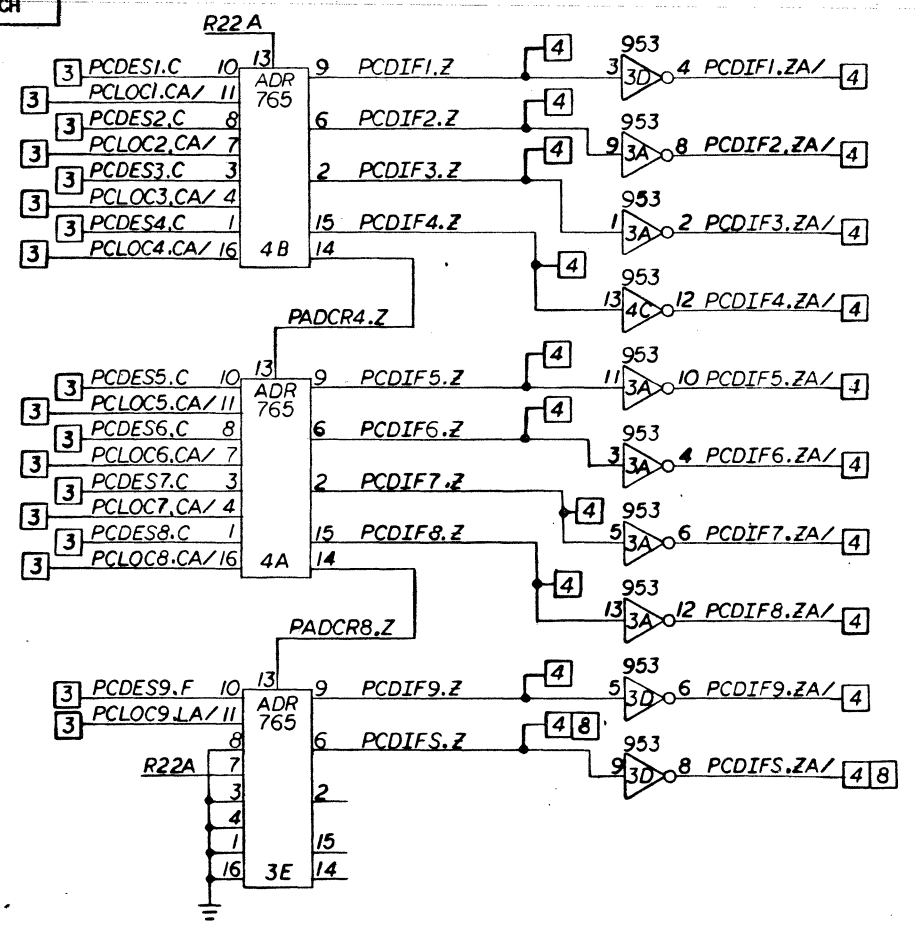 CH
R22A
13 953
3 PCDES1.C 10 ADR 9 PCDIF1.Z 4 3 3D 4 PCDIF1.ZA/ 4
3 PCLOC1.CA/ 11 765
3 PCDES2.C 8 6 PCDIF2.Z 4 953
3 PCLOC2.CA/ 7 9 3A 8 PCDIF2.ZA/ 4
3 PCDES3.C 3 2 PCDIF3.Z 4 953
3 PCLOC3.CA/ 4
3 PCDES4.C 1 15 PCDIF4.Z 1 3A 2 PCDIF3.ZA/ 4
3 PCLOC4.CA/ 16 4B 14 4 953
13 4C 12 PCDIF4.ZA/ 4
PADCR4.Z
13 4 953
3 PCDES5.C 10 ADR 9 PCDIF5.Z 11 3A 10 PCDIF5.ZA/ 4
3 PCLOC5.CA/ 11 765 4
3 PCDES6.C 8 6 PCDIF6.Z 953
3 PCLOC6.CA/ 7 3 3A 4 PCDIF6.ZA/ 4
3 PCDES7.C 3 2 PCDIF7.Z
3 PCLOC7.CA/ 4 4 953
3 PCDES8.C 1 15 PCDIF8.Z 5 3A 6 PCDIF7.ZA/ 4
3 PCLOC8.CA/ 16 4A 14 4 953
13 3A 12 PCDIF8.ZA/ 4
PADCR8.Z
13 4 953
3 PCDES9.F 10 ADR 9 PCDIF9.Z 5 3D 6 PCDIF9.ZA/ 4
3 PCLOC9.LA/ 11 765 4 8
8 6 PCDIFS.Z 953
R22A 7 9 3D 8 PCDIFS.ZA/ 4 8
3 2
4
1 15
16 3E 14